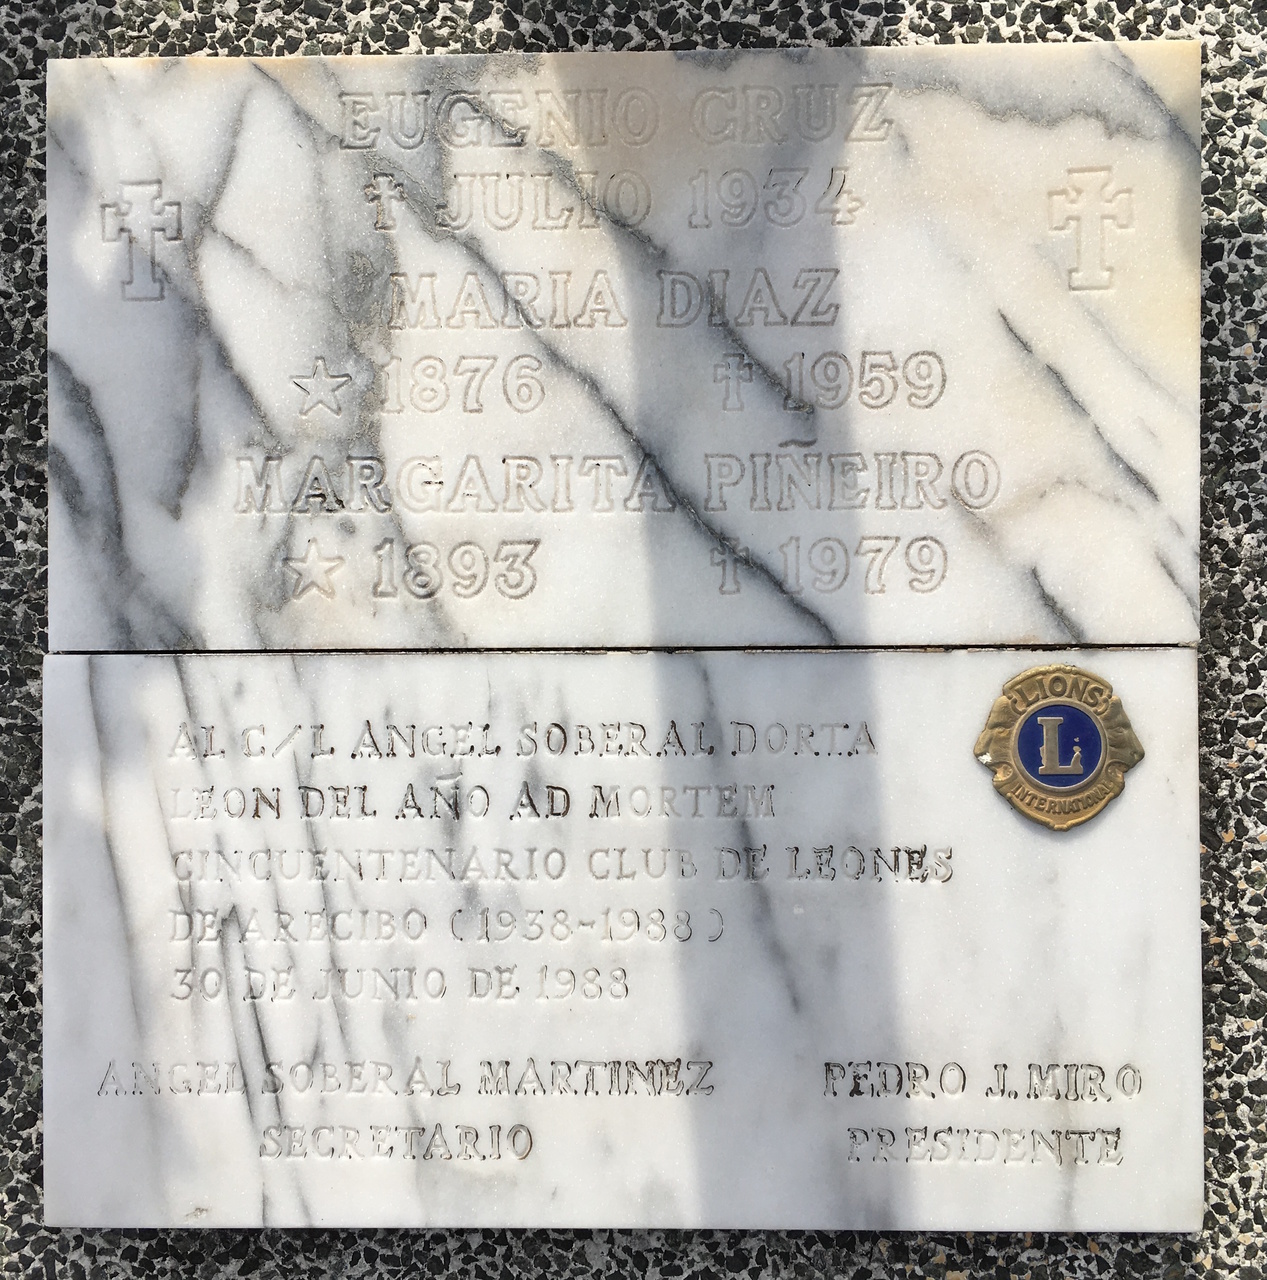 EUGENIO CRUZ
✝ JULIO 1934
MARIA DIAZ
☆ 1876 ✝ 1959
MARGARITA PIÑEIRO
☆ 1893 ✝ 1979
AL C/L ANGEL SOBERAL DORTA
LEON DEL AÑO AD MORTEM
CINCUENTENARIO CLUB DE LEONES
DE ARECIBO (1938-1988)
30 DE JUNIO DE 1988
LIONS
L
INTERNATIONAL
ANGEL SOBERAL MARTINEZ PEDRO J. MIRO
SECRETARIO PRESIDENTE